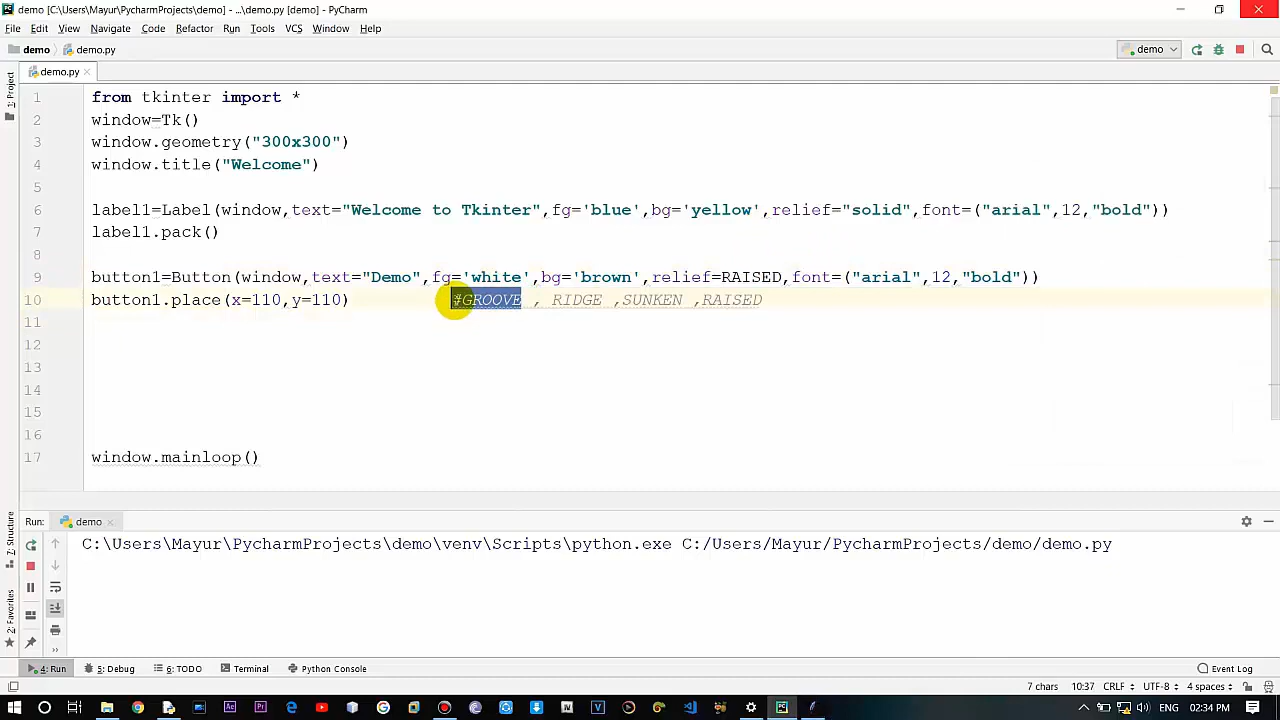 demo [C:\Users\Mayur\PycharmProjects\demo] - ...\demo.py [demo] - PyCharm
File Edit View Navigate Code Refactor Run Tools VCS Window Help
demo demo.py demo
demo.py
1: Project
1 from tkinter import *
2 window=Tk()
3 window.geometry("300x300")
4 window.title("Welcome")
5
6 label1=Label(window,text="Welcome to Tkinter",fg='blue',bg='yellow',relief="solid",font=("arial",12,"bold"))
7 label1.pack()
8
9 button1=Button(window,text="Demo",fg='white',bg='brown',relief=RAISED,font=("arial",12,"bold"))
10 button1.place(x=110,y=110) #GROOVE , RIDGE ,SUNKEN ,RAISED
11
12
13
14
15
16
17 window.mainloop()
Run: demo
7: Structure
2: Favorites
C:\Users\Mayur\PycharmProjects\demo\venv\Scripts\python.exe C:/Users/Mayur/PycharmProjects/demo/demo.py
4: Run 5: Debug 6: TODO Terminal Python Console Event Log
7 chars 10:37 CRLF UTF-8 4 spaces
ENG 02:34 PM